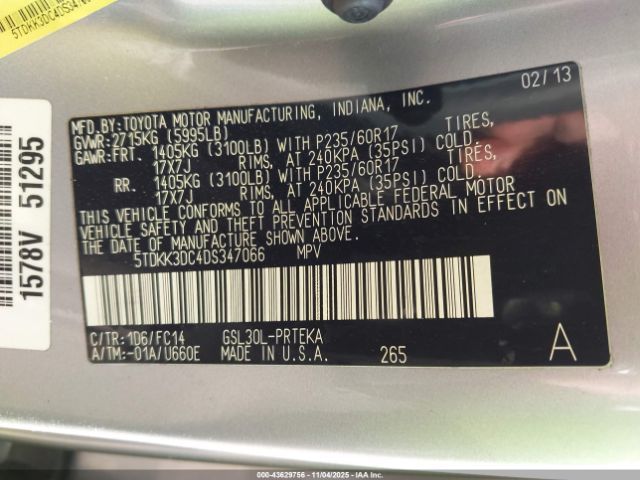 5TDKK3DC4DS347066
1578V 51295
MFD.BY:TOYOTA MOTOR MANUFACTURING, INDIANA, INC. 02/13
GVWR:2715KG (5995LB)
GAWR:FRT. 1405KG (3100LB) WITH P235/60R17 TIRES,
17X7J RIMS, AT 240KPA (35PSI) COLD.
RR. 1405KG (3100LB) WITH P235/60R17 TIRES,
17X7J RIMS, AT 240KPA (35PSI) COLD.
THIS VEHICLE CONFORMS TO ALL APPLICABLE FEDERAL MOTOR
VEHICLE SAFETY AND THEFT PREVENTION STANDARDS IN EFFECT ON
THE DATE OF MANUFACTURE SHOWN ABOVE.
5TDKK3DC4DS347066 MPV
C/TR:1D6/FC14 GSL30L-PRTEKA
A/TM:-01A/U660E MADE IN U.S.A. 265 A
000-43629756 - 11/04/2025 - IAA Inc.